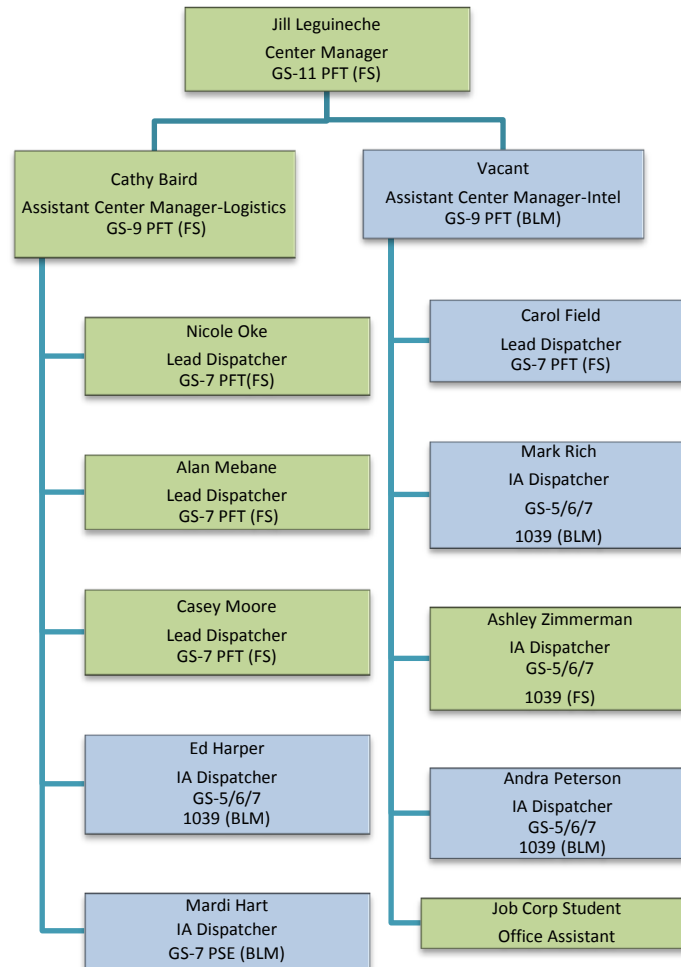 Jill Leguineche
Center Manager
GS-11 PFT (FS)
Cathy Baird
Assistant Center Manager-Logistics
GS-9 PFT (FS)
Vacant
Assistant Center Manager-Intel
GS-9 PFT (BLM)
Nicole Oke
Lead Dispatcher
GS-7 PFT(FS)
Alan Mebane
Lead Dispatcher
GS-7 PFT (FS)
Casey Moore
Lead Dispatcher
GS-7 PFT (FS)
Ed Harper
IA Dispatcher
GS-5/6/7
1039 (BLM)
Mardi Hart
IA Dispatcher
GS-7 PSE (BLM)
Carol Field
Lead Dispatcher
GS-7 PFT (FS)
Mark Rich
IA Dispatcher
GS-5/6/7
1039 (BLM)
Ashley Zimmerman
IA Dispatcher
GS-5/6/7
1039 (FS)
Andra Peterson
IA Dispatcher
GS-5/6/7
1039 (BLM)
Job Corp Student
Office Assistant